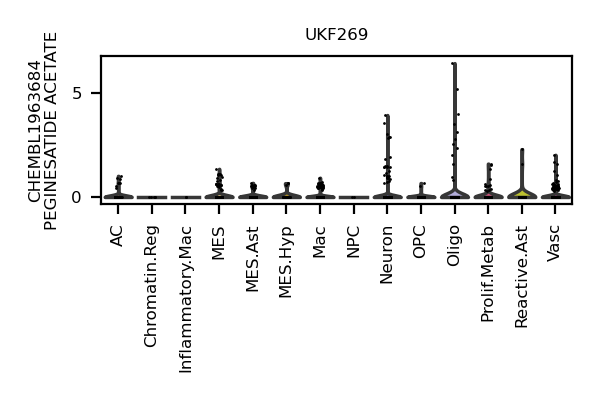 UKF269
CHEMBL1963684
PEGINESATIDE ACETATE
5
0
AC
Chromatin.Reg
Inflammatory.Mac
MES
MES.Ast
MES.Hyp
Mac
NPC
Neuron
OPC
Oligo
Prolif.Metab
Reactive.Ast
Vasc